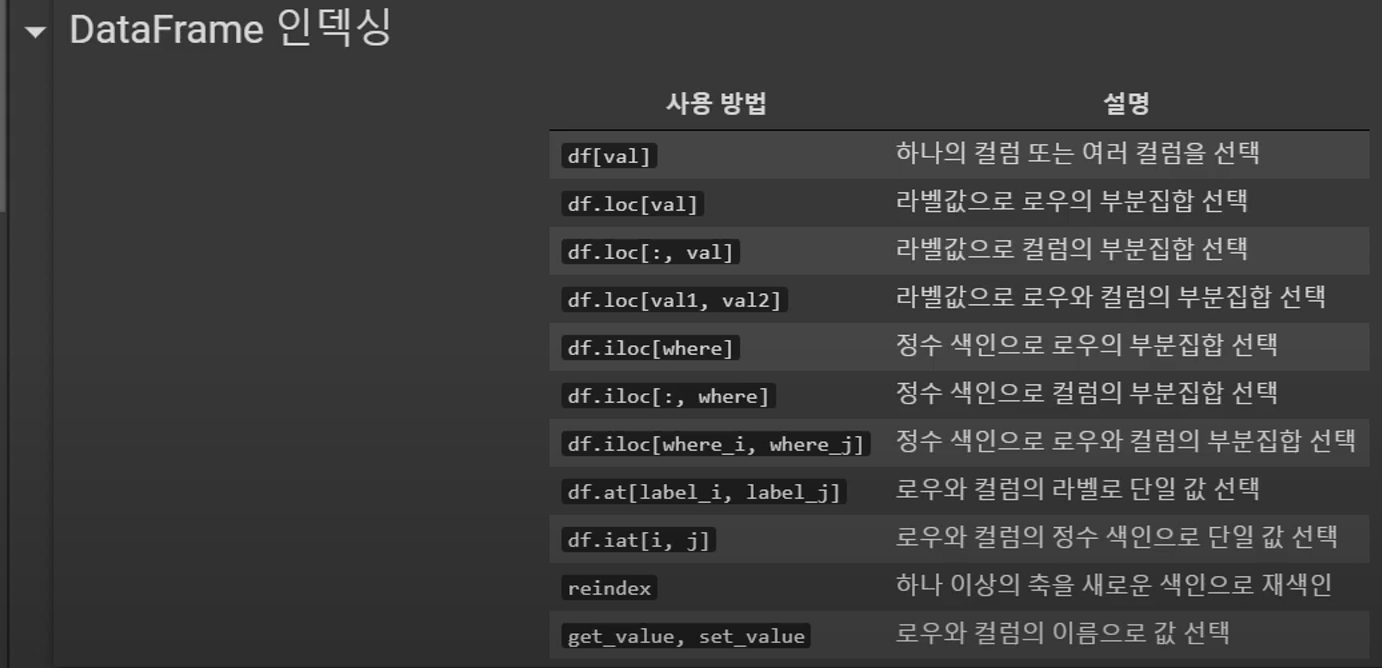 DataFrame 인덱싱
사용 방법 설명
df[val] 하나의 컬럼 또는 여러 컬럼을 선택
df.loc[val] 라벨값으로 로우의 부분집합 선택
df.loc[:, val] 라벨값으로 컬럼의 부분집합 선택
df.loc[val1, val2] 라벨값으로 로우와 컬럼의 부분집합 선택
df.iloc[where] 정수 색인으로 로우의 부분집합 선택
df.iloc[:, where] 정수 색인으로 컬럼의 부분집합 선택
df.iloc[where_i, where_j] 정수 색인으로 로우와 컬럼의 부분집합 선택
df.at[label_i, label_j] 로우와 컬럼의 라벨로 단일 값 선택
df.iat[i, j] 로우와 컬럼의 정수 색인으로 단일 값 선택
reindex 하나 이상의 축을 새로운 색인으로 재색인
get_value, set_value 로우와 컬럼의 이름으로 값 선택